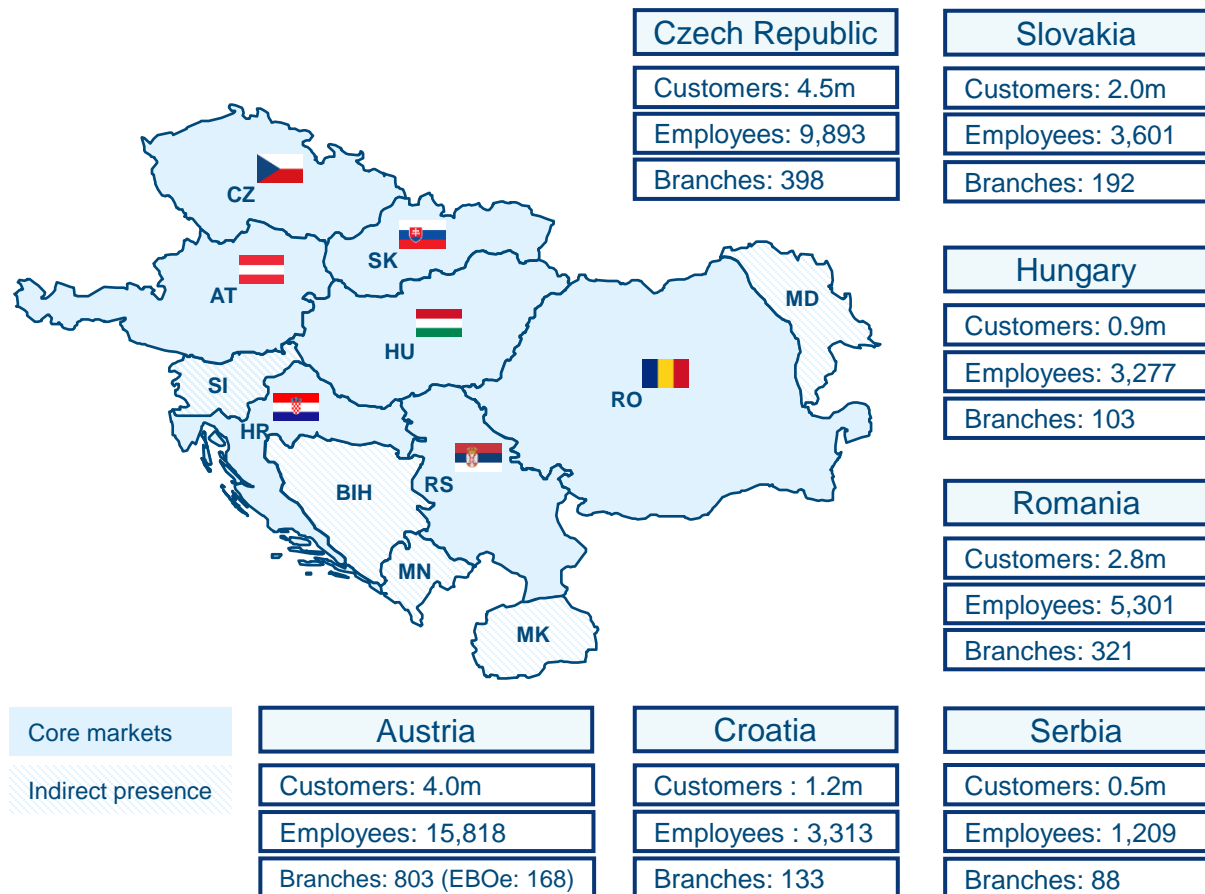 Czech Republic
Customers: 4.5m
Employees: 9,893
Branches: 398
Slovakia
Customers: 2.0m
Employees: 3,601
Branches: 192
CZ
SK
AT
HU
MD
SI
RO
HR
RS
BIH
MN
MK
Hungary
Customers: 0.9m
Employees: 3,277
Branches: 103
Romania
Customers: 2.8m
Employees: 5,301
Branches: 321
Core markets
Indirect presence
Austria
Customers: 4.0m
Employees: 15,818
Branches: 803 (EBOe: 168)
Croatia
Customers : 1.2m
Employees : 3,313
Branches: 133
Serbia
Customers: 0.5m
Employees: 1,209
Branches: 88